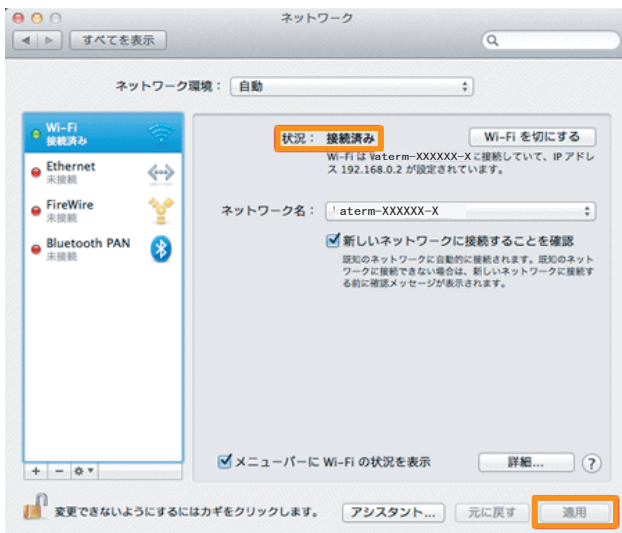 ネットワーク
すべてを表示
ネットワーク環境： 自動
Wi-Fi
接続済み
Ethernet
未接続
FireWire
未接続
Bluetooth PAN
未接続
状況： 接続済み
Wi-Fi を切にする
Wi-Fi は Vaterm-XXXXXX-X に接続していて、IP アドレ
ス 192.168.0.2 が設定されています。
ネットワーク名： aterm-XXXXXX-X
新しいネットワークに接続することを確認
既知のネットワークに自動的に接続されます。既知のネット
ワークに接続できない場合は、新しいネットワークに接続す
る前に確認メッセージが表示されます。
メニューバーに Wi-Fi の状況を表示
詳細... ?
変更できないようにするにはカギをクリックします。
アシスタント... 元に戻す 適用